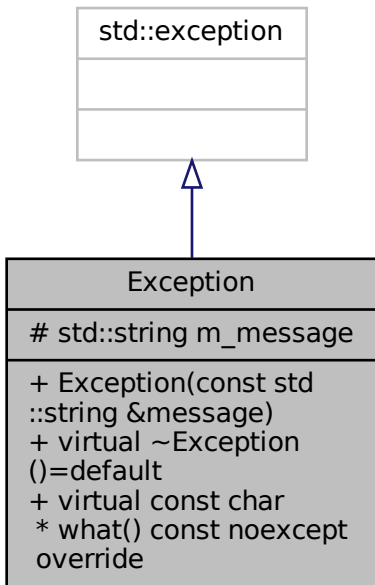 std::exception
Exception
# std::string m_message
+ Exception(const std
::string &message)
+ virtual ~Exception
()=default
+ virtual const char
* what() const noexcept
override